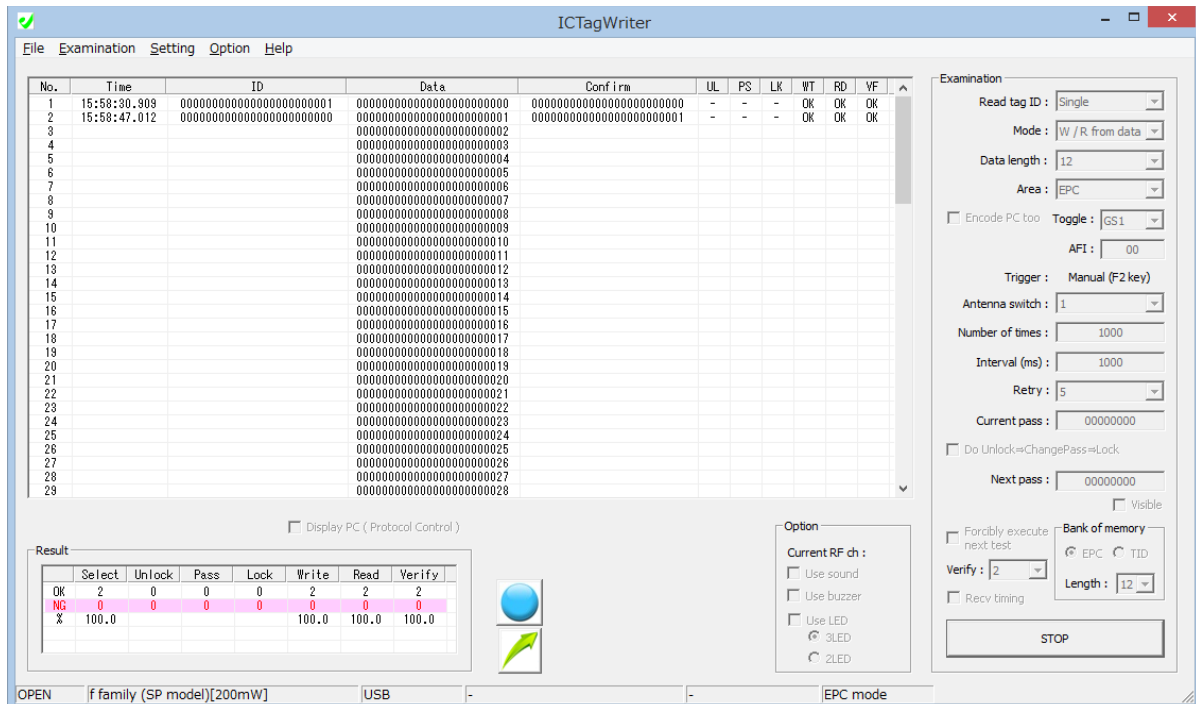 ICTagWriter
File Examination Setting Option Help
No. Time ID Data Confirm UL PS LK WT RD VF
1 15:58:30.909 000000000000000000000001 000000000000000000000000 000000000000000000000000 - - - OK OK OK
2 15:58:47.012 000000000000000000000000 000000000000000000000001 000000000000000000000001 - - - OK OK OK
3 000000000000000000000002
4 000000000000000000000003
5 000000000000000000000004
6 000000000000000000000005
7 000000000000000000000006
8 000000000000000000000007
9 000000000000000000000008
10 000000000000000000000009
11 000000000000000000000010
12 000000000000000000000011
13 000000000000000000000012
14 000000000000000000000013
15 000000000000000000000014
16 000000000000000000000015
17 000000000000000000000016
18 000000000000000000000017
19 000000000000000000000018
20 000000000000000000000019
21 000000000000000000000020
22 000000000000000000000021
23 000000000000000000000022
24 000000000000000000000023
25 000000000000000000000024
26 000000000000000000000025
27 000000000000000000000026
28 000000000000000000000027
29 000000000000000000000028
Display PC ( Protocol Control )
Result
Select Unlock Pass Lock Write Read Verify
OK 2 0 0 0 2 2 2
NG 0 0 0 0 0 0 0
% 100.0 100.0 100.0 100.0
Option
Current RF ch :
Use sound
Use buzzer
Use LED
3LED
2LED
Examination
Read tag ID : Single
Mode : W / R from data
Data length : 12
Area : EPC
Encode PC too Toggle : GS1
AFI : 00
Trigger : Manual (F2 key)
Antenna switch : 1
Number of times : 1000
Interval (ms) : 1000
Retry : 5
Current pass : 00000000
Do Unlock⇒ChangePass⇒Lock
Next pass : 00000000
Visible
Forcibly execute
next test
Verify : 2
Recv timing
Bank of memory
EPC TID
Length : 12
STOP
OPEN f family (SP model)[200mW] USB - - EPC mode